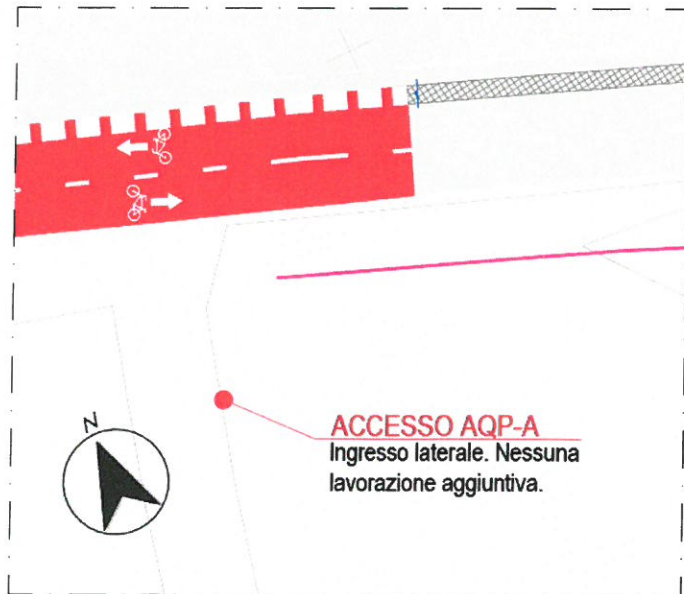 N
ACCESSO AQP-A
Ingresso laterale. Nessuna
lavorazione aggiuntiva.